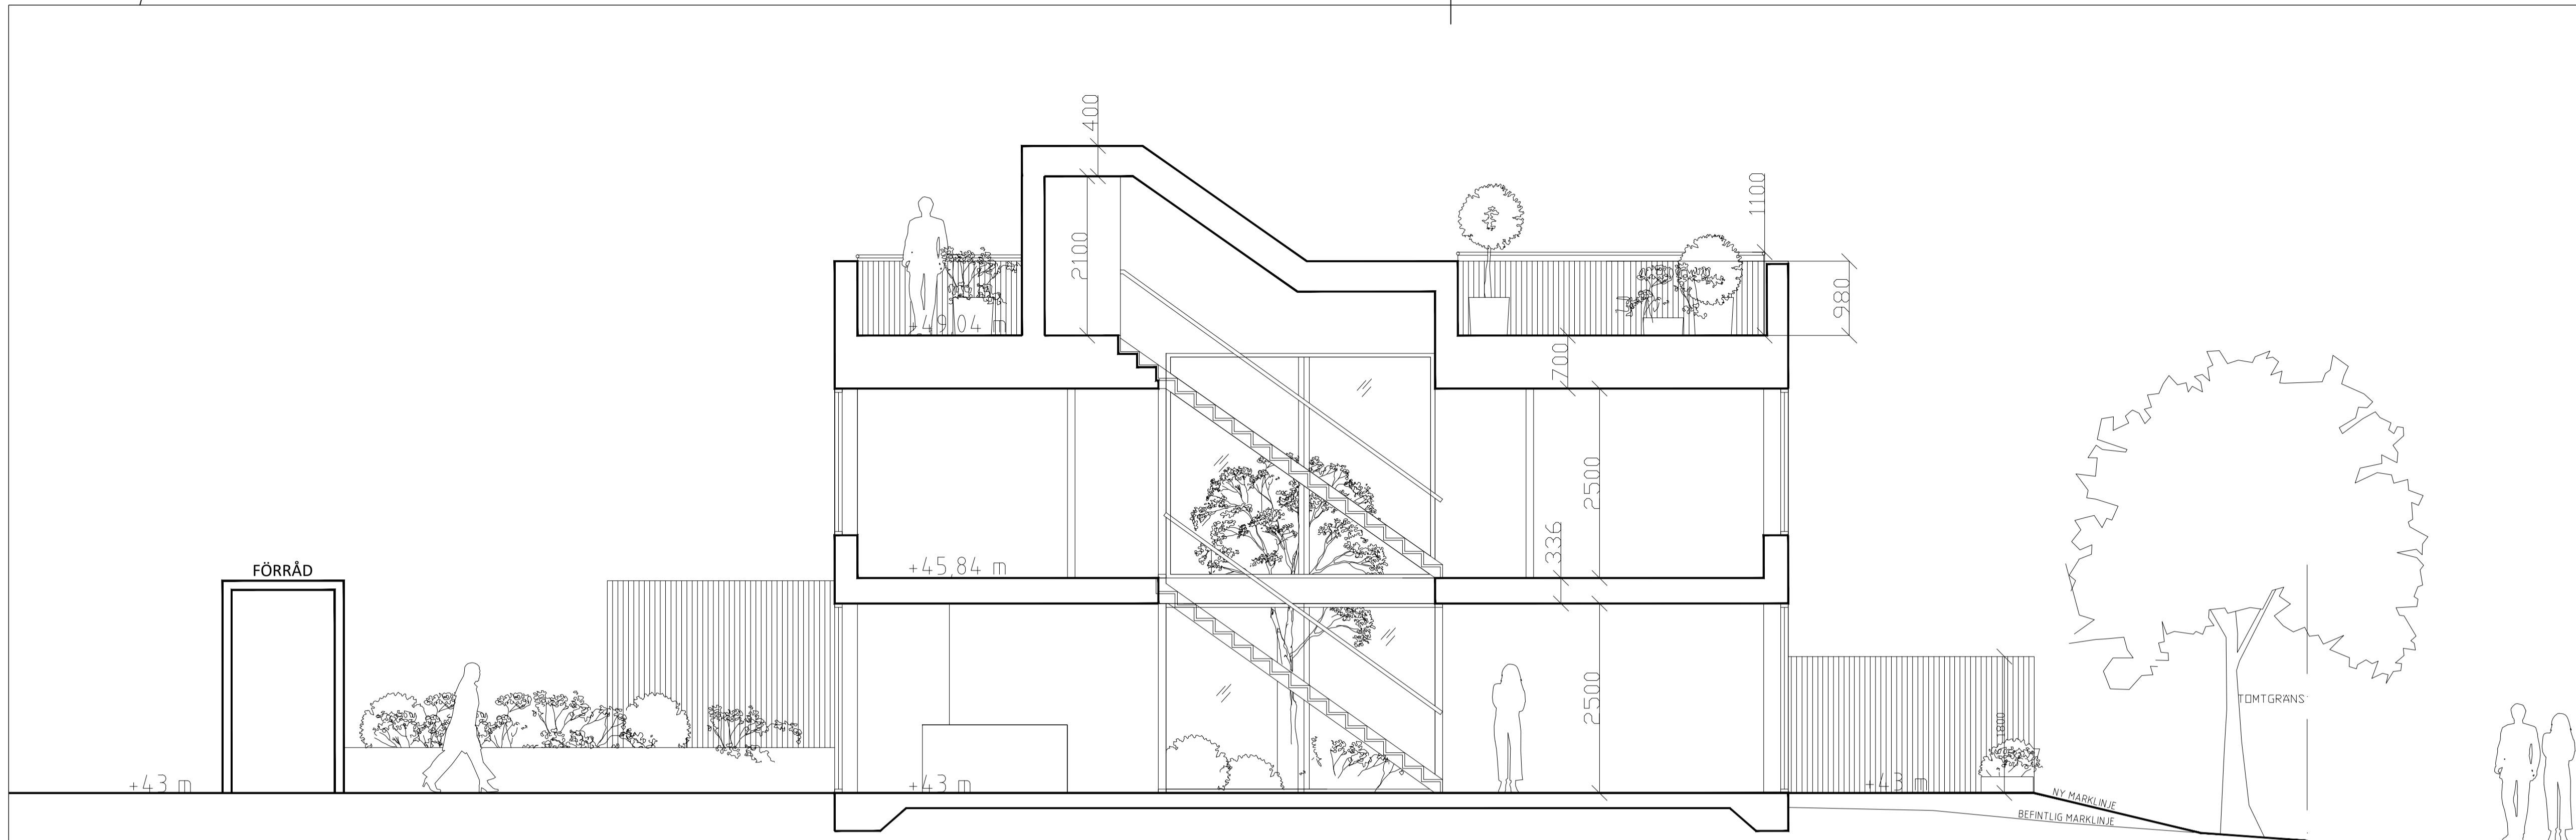 400
1100
2100
980
+49,04 m
700
2500
336
FÖRRÅD
+45,84 m
2500
TOMTGRÄNS
1800
+43 m
+43 m
+43 m
NY MARKLINJE
BEFINTLIG MARKLINJE